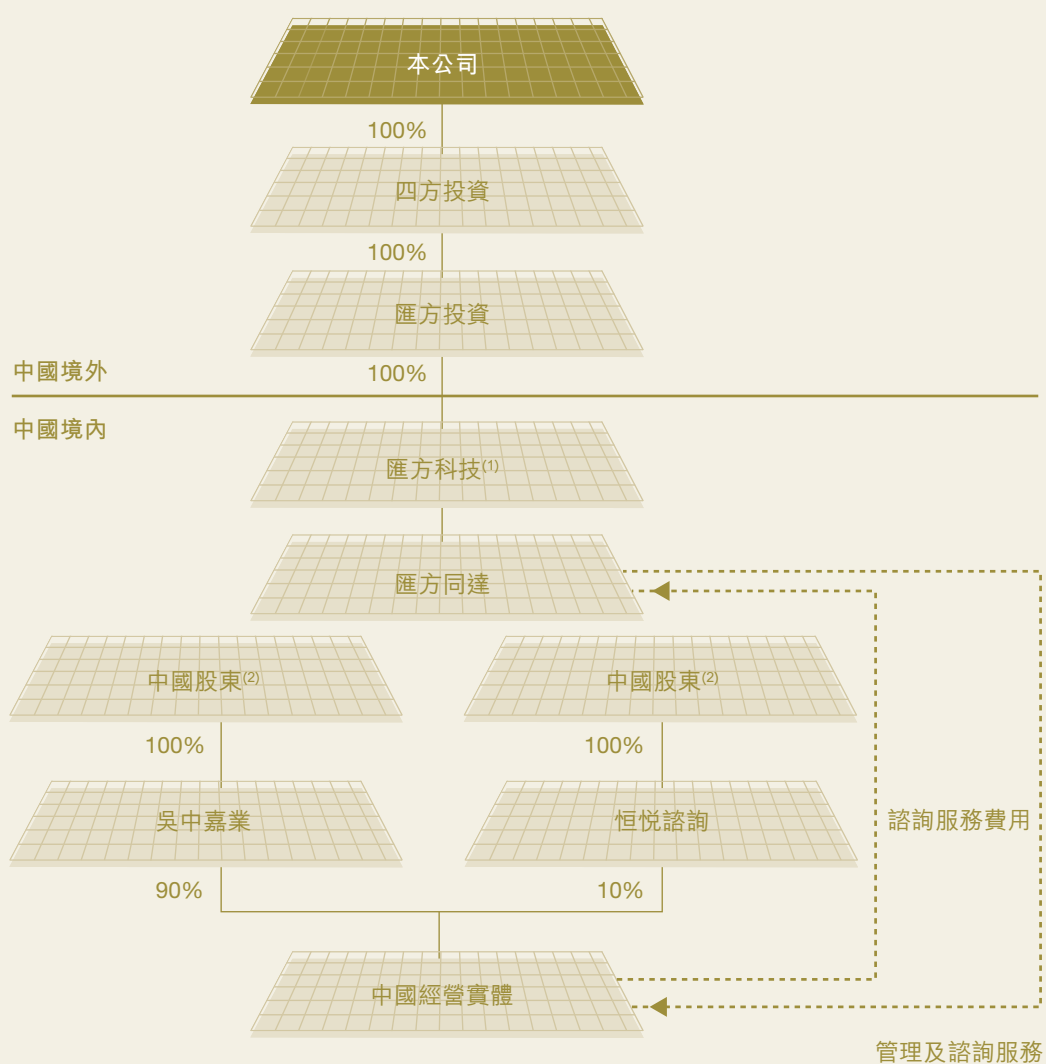 本公司
100%
四方投資
100%
匯方投資
中國境外
100%
中國境內
匯方科技(1)
匯方同達
中國股東(2)
中國股東(2)
100%
100%
吳中嘉業
恒悦諮詢
諮詢服務費用
90%
10%
中國經營實體
管理及諮詢服務